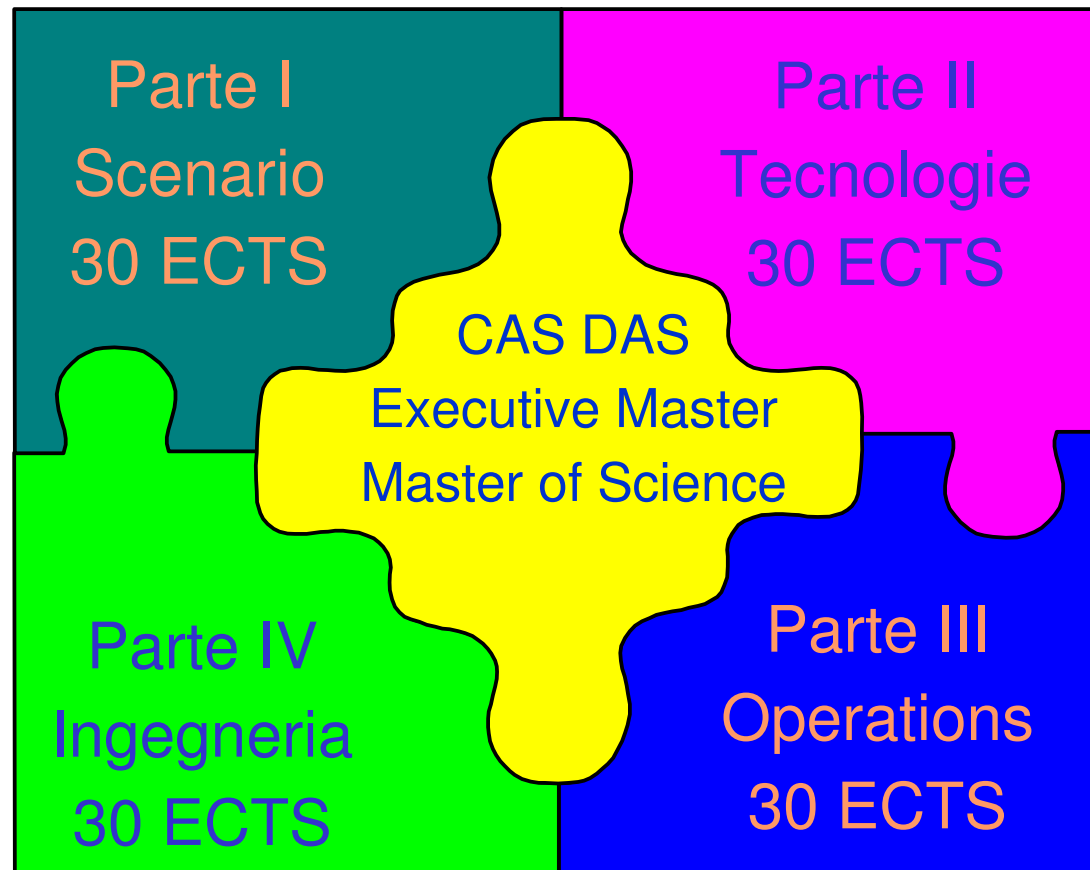 Parte I
Scenario
30 ECTS
Parte II
Tecnologie
30 ECTS
CAS DAS
Executive Master
Master of Science
Parte IV
Ingegneria
30 ECTS
Parte III
Operations
30 ECTS